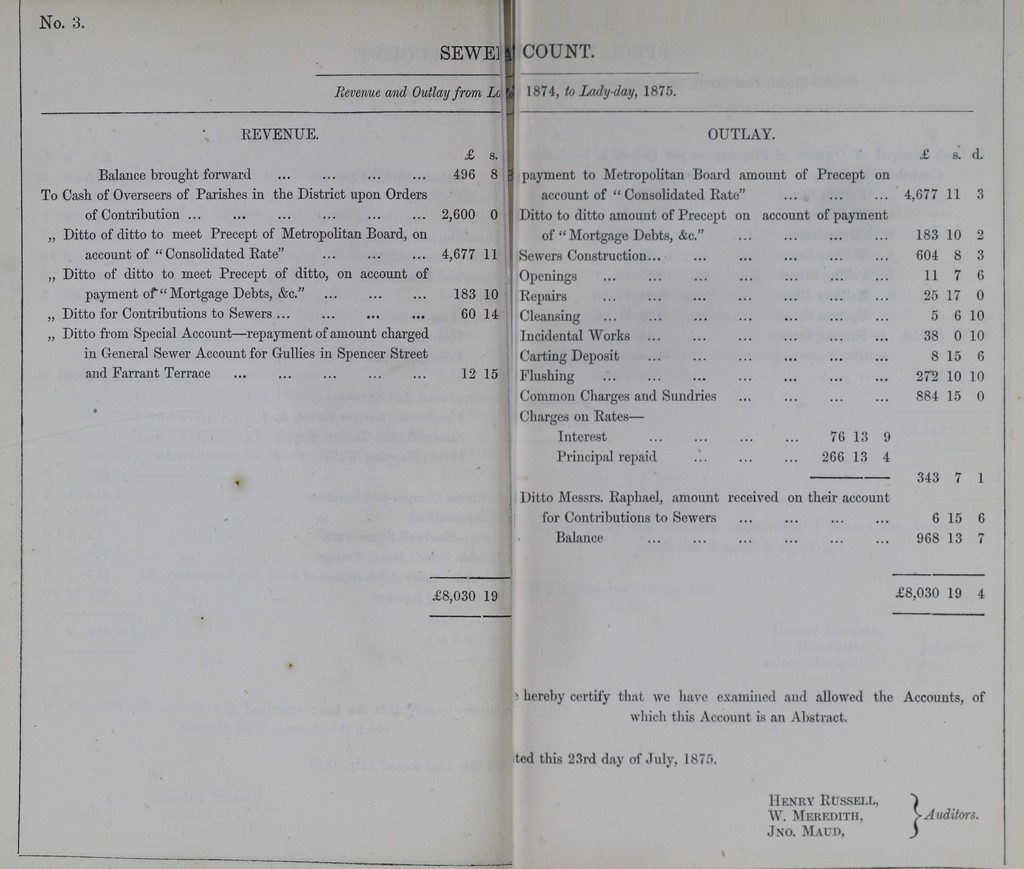 No. 3.
SEWE COUNT.
Revenue and Outlay from L 1874, to Lady-day, 1875.
REVENUE.
£ s.
Balance brought forward ... ... ... ... 496 8
To Cash of Overseers of Parishes in the District upon Orders
of Contribution ... ... ... ... ... ... 2,600 0
„ Ditto of ditto to meet Precept of Metropolitan Board, on
account of "Consolidated Rate" ... ... ... 4,677 11
„ Ditto of ditto to meet Precept of ditto, on account of
payment of "Mortgage Debts, &c." ... ... ... 183 10
„ Ditto for Contributions to Sewers ... ... ... ... 60 14
„ Ditto from Special Account—repayment of amount charged
in General Sewer Account for Gullies in Spencer Street
and Farrant Terrace ... ... ... ... ... 12 15
£8,030 19
OUTLAY.
£ s. d.
payment to Metropolitan Board amount of Precept on
account of "Consolidated Rate" ... ... ... 4,677 11 3
Ditto to ditto amount of Precept on account of payment
of "Mortgage Debts, &c." ... ... ... ... 183 10 2
Sewers Construction... ... ... ... ... ... 604 8 3
Openings ... ... ... ... ... ... ... 11 7 6
Repairs ... ... ... ... ... ... 25 17 0
Cleansing ... ... ... ... ... ... ... 5 6 10
Incidental Works ... ... ... ... ... ... 38 0 10
Carting Deposit ... ... ... ... ... ... 8 15 6
Flushing ... ... ... ... ... ... ... 272 10 10
Common Charges and Sundries ... ... ... ... 884 15 0
Charges on Rates—
Interest ... ... ... ... 76 13 9
Principal repaid ... ... ... 266 13 4
343 7 1
Ditto Messrs. Raphael, amount received on their account
for Contributions to Sewers ... ... ... ... 6 15 6
Balance ... ... ... ... ... ... 968 13 7
£8,030 19 4
hereby certify that we have examined and allowed the Accounts, of
which this Account is an Abstract.
ted this 23rd day of July, 1875.
HENRY RUSSELL,
W. MEREDITH, Auditors.
JNO. MAUD,